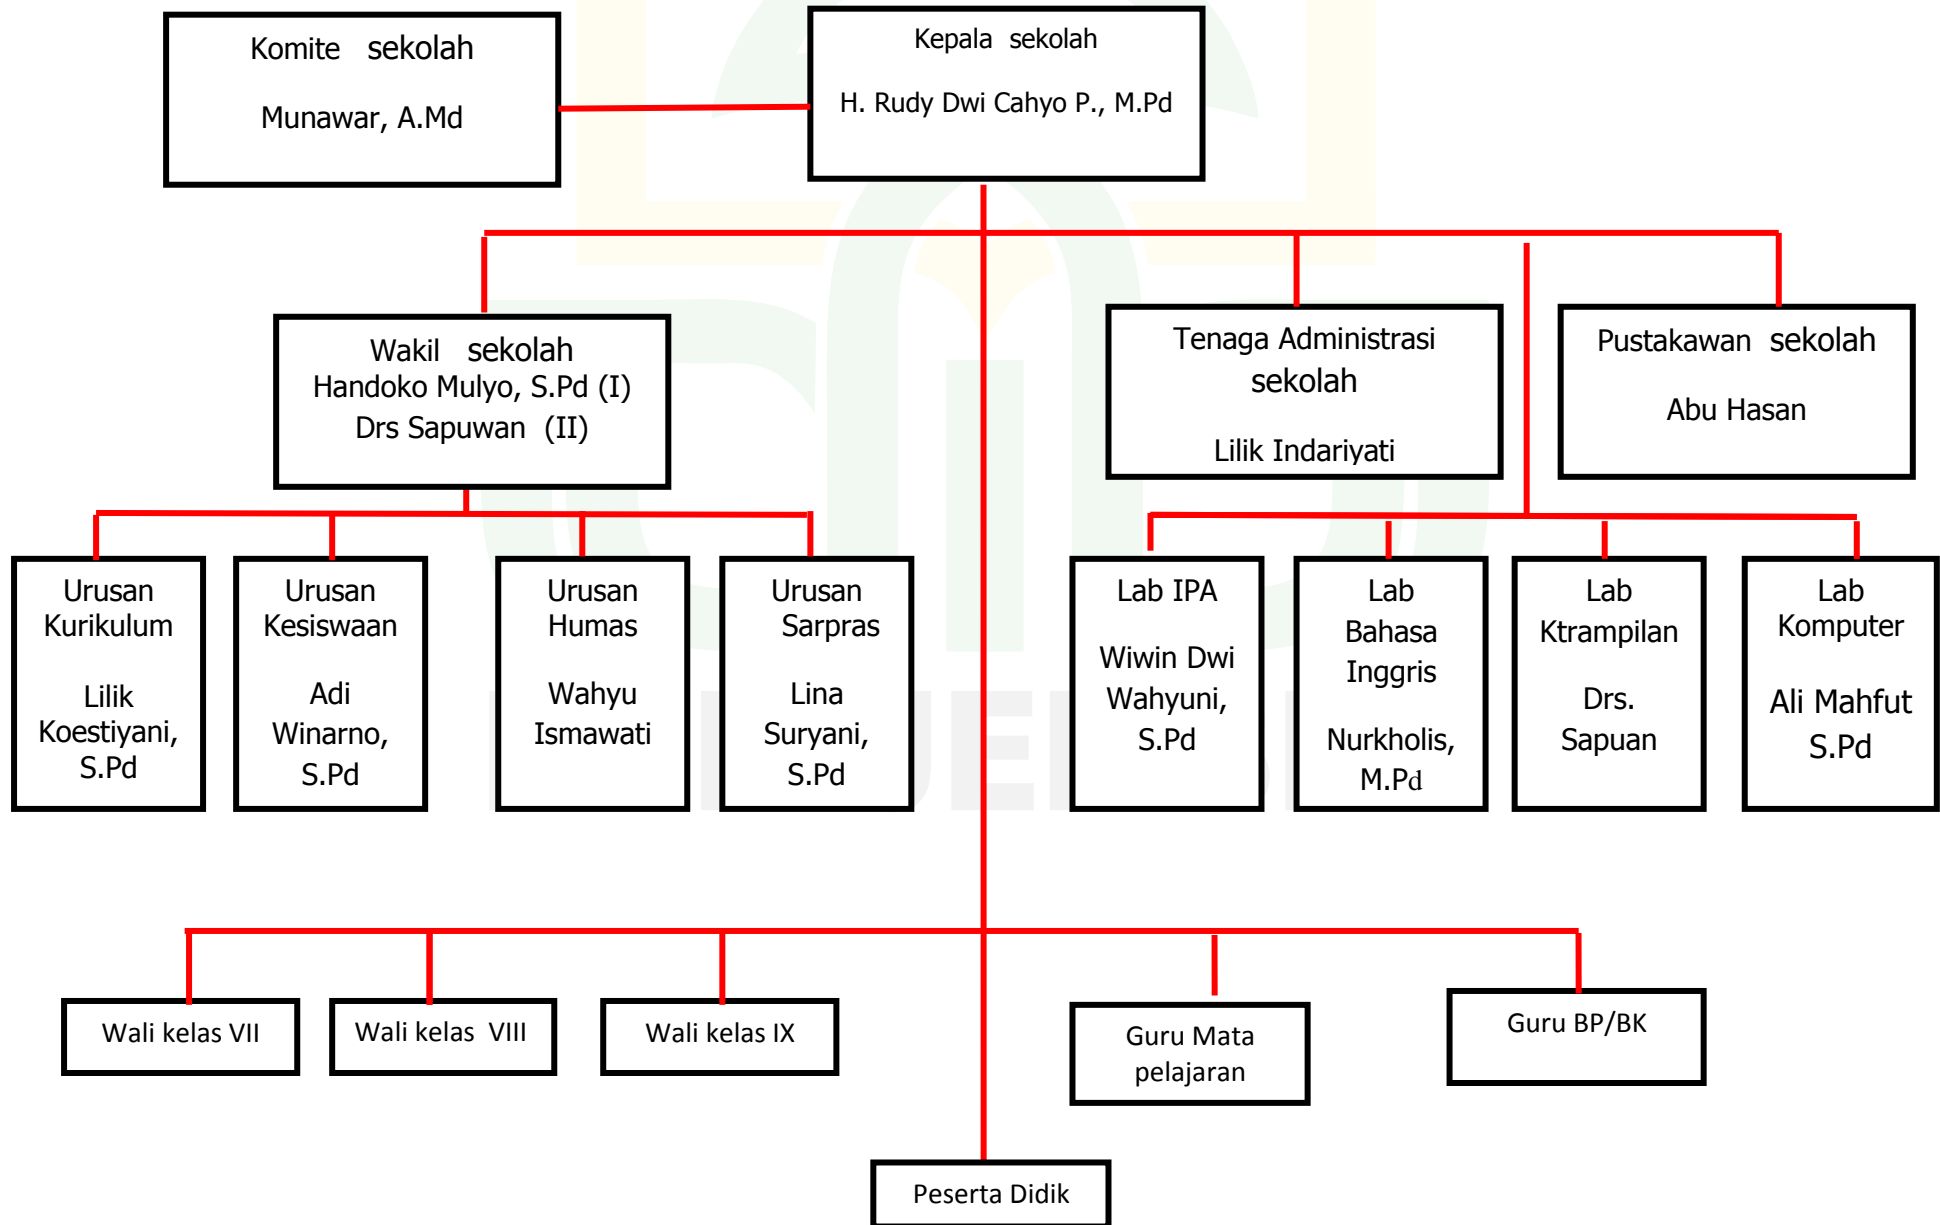 Komite sekolah
Munawar, A.Md
Kepala sekolah
H. Rudy Dwi Cahyo P., M.Pd
Wakil sekolah
Handoko Mulyo, S.Pd (I)
Drs Sapuwan (II)
Tenaga Administrasi
sekolah
Lilik Indariyati
Pustakawan sekolah
Abu Hasan
Urusan
Kurikulum
Lilik
Koestiyani,
S.Pd
Urusan
Kesiswaan
Adi
Winarno,
S.Pd
Urusan
Humas
Wahyu
Ismawati
Urusan
Sarpras
Lina
Suryani,
S.Pd
Lab IPA
Wiwin Dwi
Wahyuni,
S.Pd
Lab
Bahasa
Inggris
Nurkholis,
M.Pd
Lab
Ktrampilan
Drs.
Sapuan
Lab
Komputer
Ali Mahfut
S.Pd
Wali kelas VII
Wali kelas VIII
Wali kelas IX
Guru Mata
pelajaran
Guru BP/BK
Peserta Didik